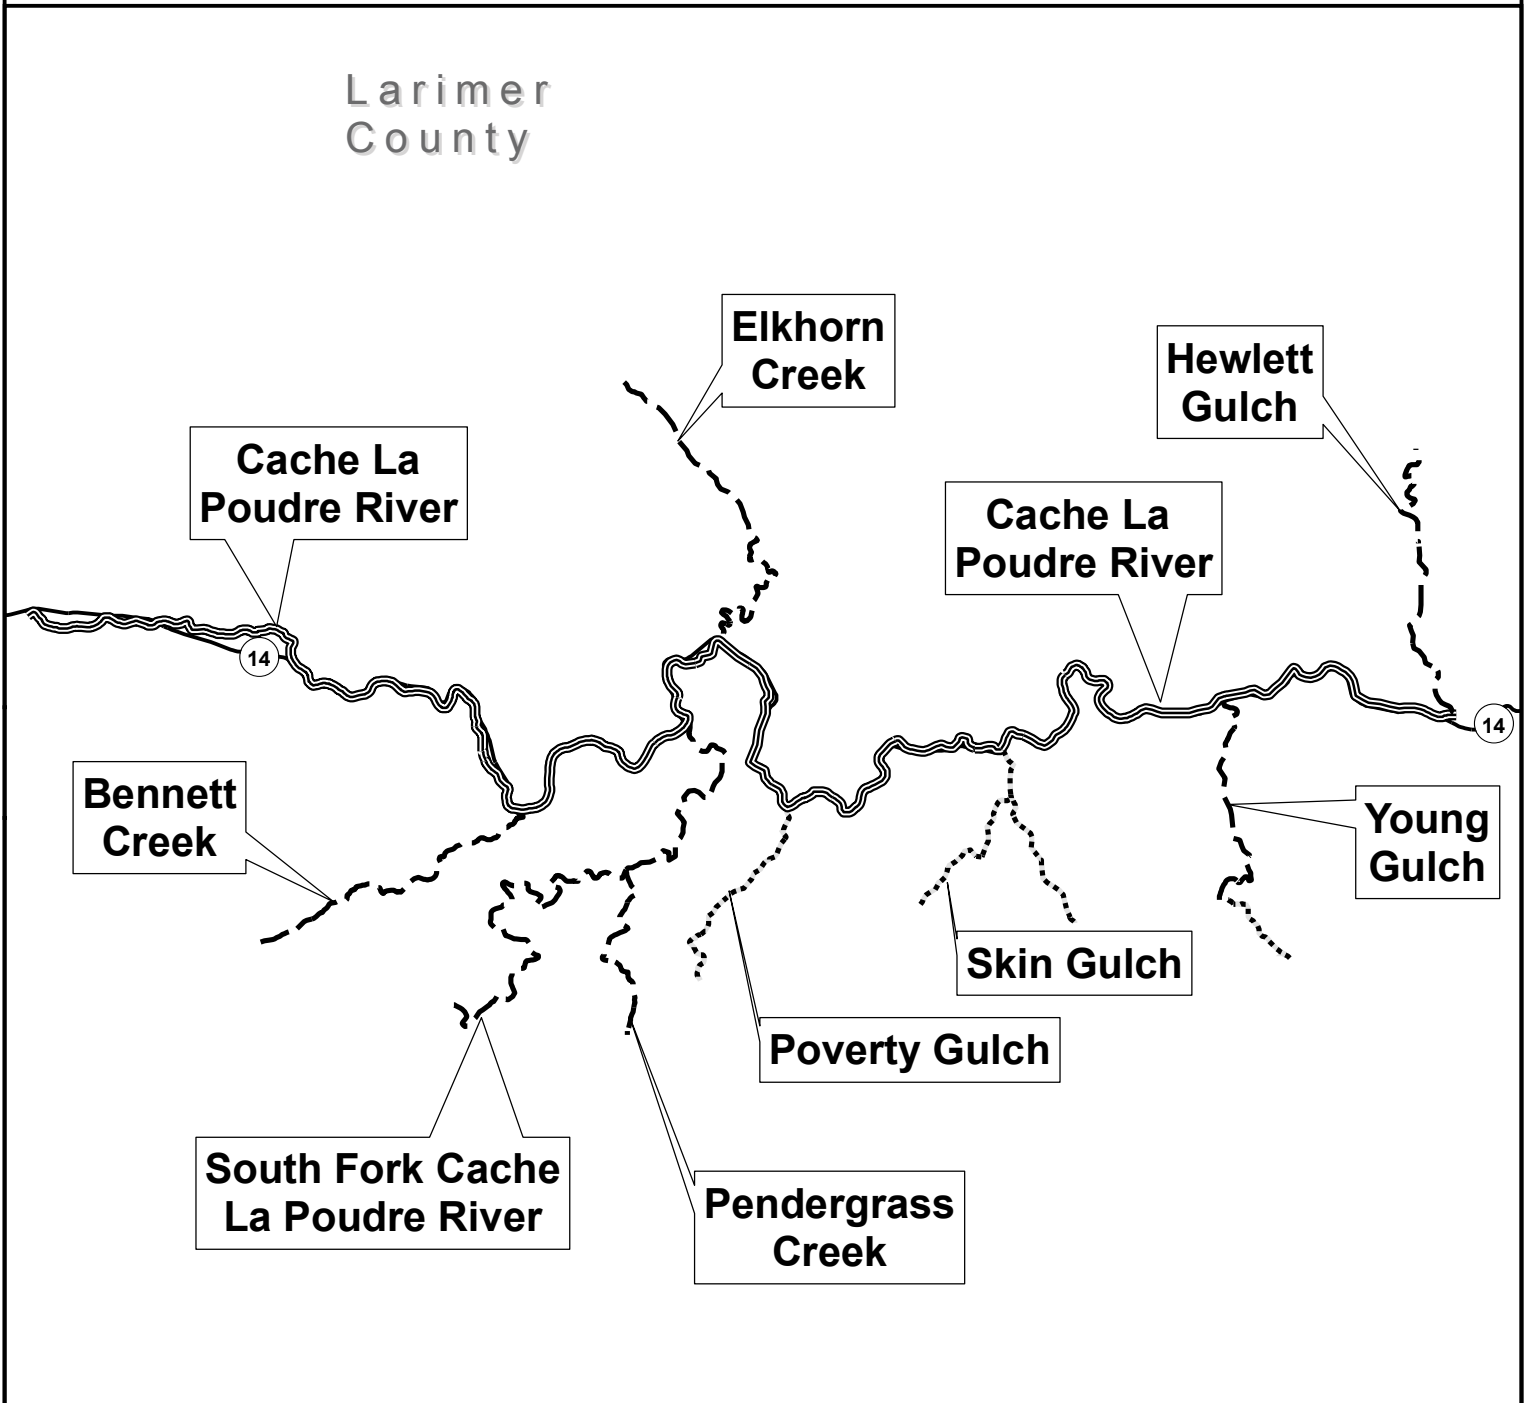 Larimer
County
Elkhorn
Creek
Hewlett
Gulch
Cache La
Poudre River
Cache La
Poudre River
14
14
Bennett
Creek
Young
Gulch
Skin Gulch
Poverty Gulch
South Fork Cache
La Poudre River
Pendergrass
Creek